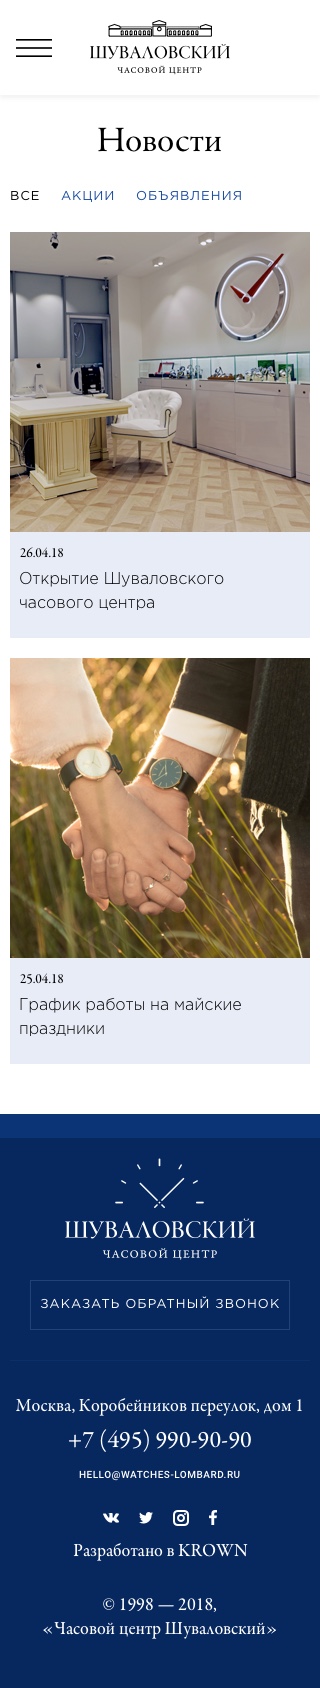 ШУВАЛОВСКИЙ
ЧАСОВОЙ ЦЕНТР
Новости
ВСЕ АКЦИИ ОБЪЯВЛЕНИЯ
26.04.18
Открытие Шуваловского
часового центра
25.04.18
График работы на майские
праздники
ШУВАЛОВСКИЙ
ЧАСОВОЙ ЦЕНТР
ЗАКАЗАТЬ ОБРАТНЫЙ ЗВОНОК
Москва, Коробейников переулок, дом 1
+7 (495) 990-90-90
HELLO@WATCHES-LOMBARD.RU
Разработано в KROWN
© 1998 — 2018,
«Часовой центр Шуваловский»